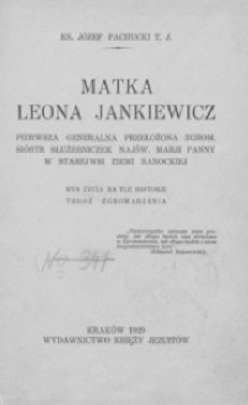 KS. JÓZEF PACHUCKI T. J.
MATKA
LEONA JANKIEWICZ
PIERWSZA GENERALNA PRZEŁOŻONA ZGROM.
SIÓSTR SŁUŻEBNICZEK NAJŚW. MARJI PANNY
W STAREJWSI ZIEMI SANOCKIEJ
RYS ŻYCIA NA TLE HISTORJI
TEGOŻ ZGROMADZENIA
KRAKÓW 1929
WYDAWNICTWO KSIĘŻY JEZUITÓW